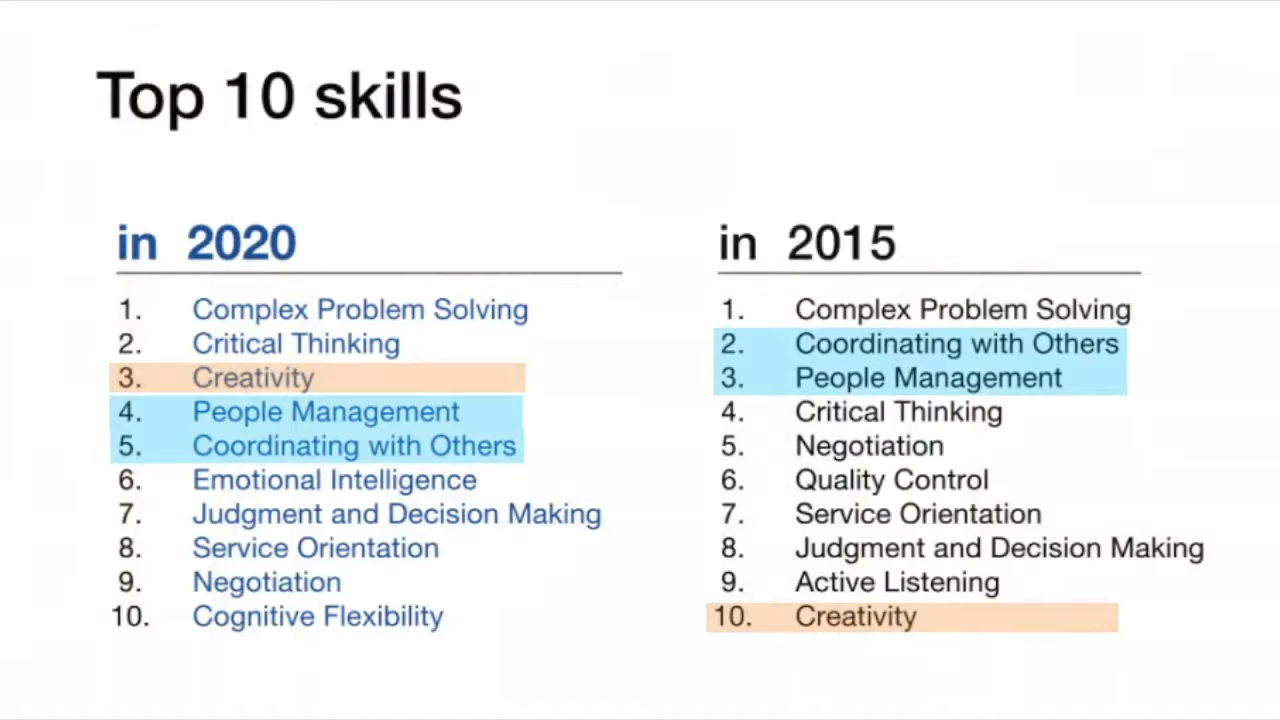 Top 10 skills
in 2020
1. Complex Problem Solving
2. Critical Thinking
3. Creativity
4. People Management
5. Coordinating with Others
6. Emotional Intelligence
7. Judgment and Decision Making
8. Service Orientation
9. Negotiation
10. Cognitive Flexibility
in 2015
1. Complex Problem Solving
2. Coordinating with Others
3. People Management
4. Critical Thinking
5. Negotiation
6. Quality Control
7. Service Orientation
8. Judgment and Decision Making
9. Active Listening
10. Creativity